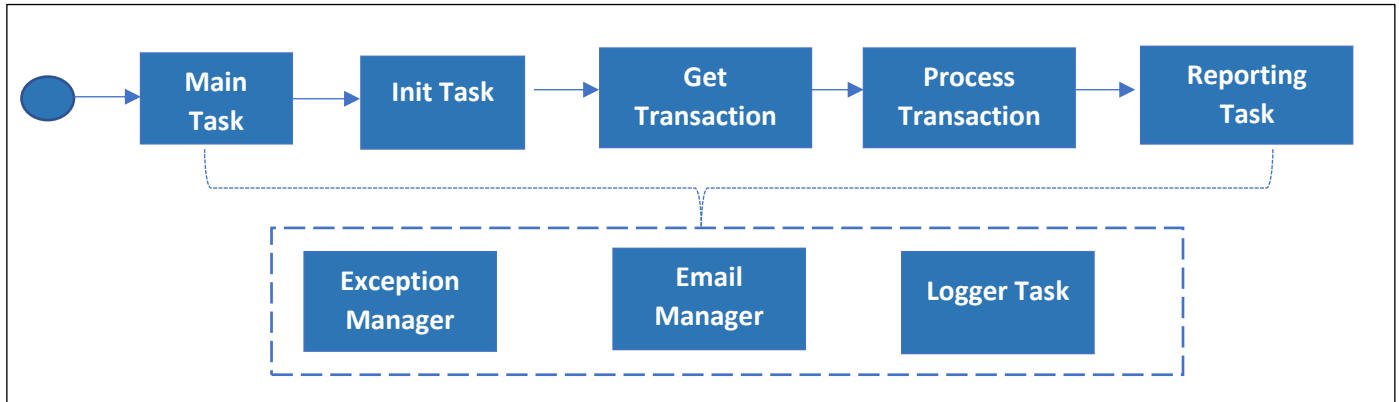 Main
Task
Init Task
Get
Transaction
Process
Transaction
Reporting
Task
Exception
Manager
Email
Manager
Logger Task